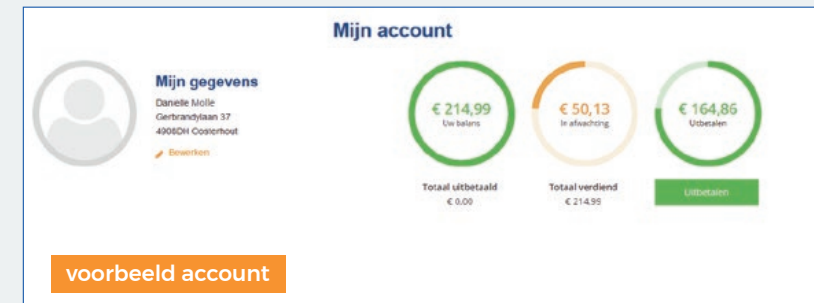 Mijn account
Mijn gegevens
Danielle Molle
Gerbrandylaan 37
4908DH Oosterhout
Bewerken
€ 214,99
Uw balans
€ 50,13
In afwachting
€ 164,86
Uitbetalen
Totaal uitbetaald
€ 0.00
Totaal verdiend
€ 214.99
Uitbetalen
voorbeeld account